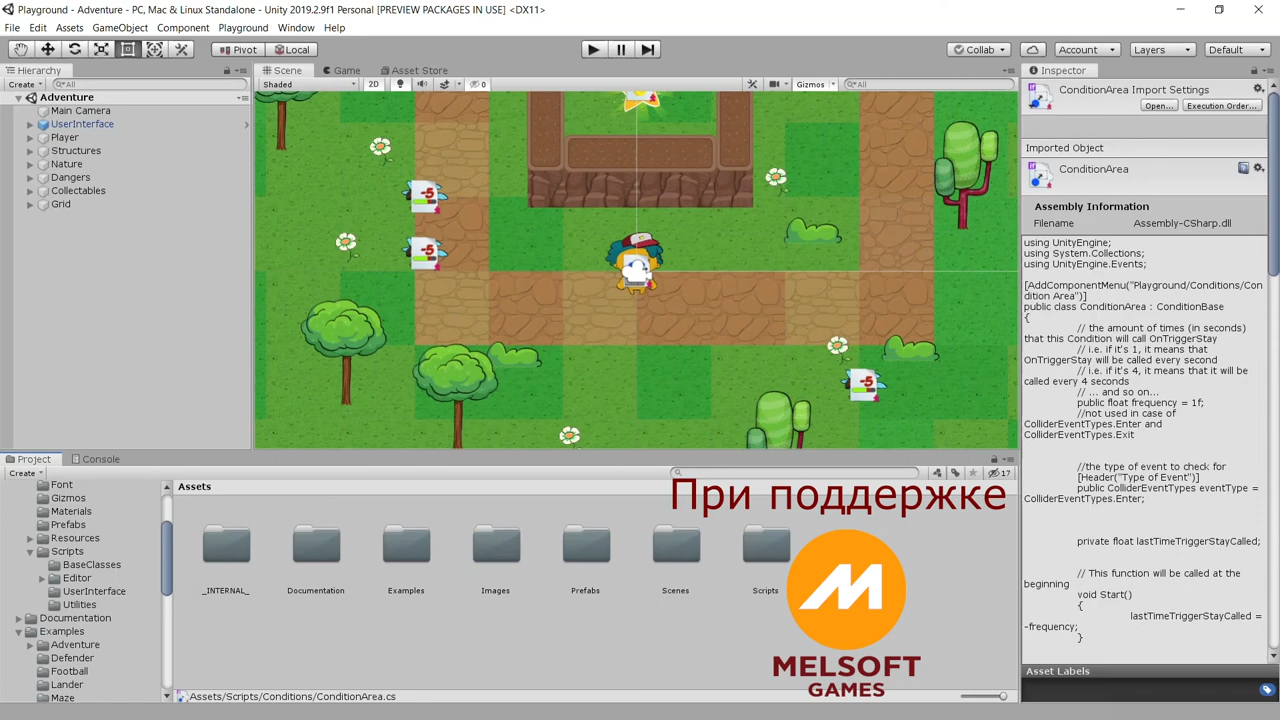 Playground - Adventure - PC, Mac & Linux Standalone - Unity 2019.2.9f1 Personal [PREVIEW PACKAGES IN USE] <DX11>
File Edit Assets GameObject Component Playground Window Help
Pivot Local Collab Account Layers Default
Hierarchy
Create All
Adventure
Main Camera
UserInterface
Player
Structures
Nature
Dangers
Collectables
Grid
Scene Game Asset Store
Shaded 2D 0 Gizmos All
-5
-5
-5
Inspector
ConditionArea Import Settings
Open... Execution Order...
Imported Object
ConditionArea
Assembly Information
Filename Assembly-CSharp.dll
using UnityEngine;
using System.Collections;
using UnityEngine.Events;
[AddComponentMenu("Playground/Conditions/Con
dition Area")]
public class ConditionArea : ConditionBase
{
// the amount of times (in seconds)
that this Condition will call OnTriggerStay
// i.e. if it's 1, it means that
OnTriggerStay will be called every second
// i.e. if it's 4, it means that it will be
called every 4 seconds
// ... and so on...
public float frequency = 1f;
//not used in case of
ColliderEventTypes.Enter and
ColliderEventTypes.Exit
//the type of event to check for
[Header("Type of Event")]
public ColliderEventTypes eventType =
ColliderEventTypes.Enter;
private float lastTimeTriggerStayCalled;
// This function will be called at the
beginning
void Start()
{
lastTimeTriggerStayCalled =
-frequency;
}
Asset Labels
Project Console
Create 17
Font
Gizmos
Materials
Prefabs
Resources
Scripts
BaseClasses
Editor
UserInterface
Utilities
Documentation
Examples
Adventure
Defender
Football
Lander
Maze
Assets
_INTERNAL_ Documentation Examples Images Prefabs Scenes Scripts
Assets/Scripts/Conditions/ConditionArea.cs
При поддержке
MELSOFT
GAMES